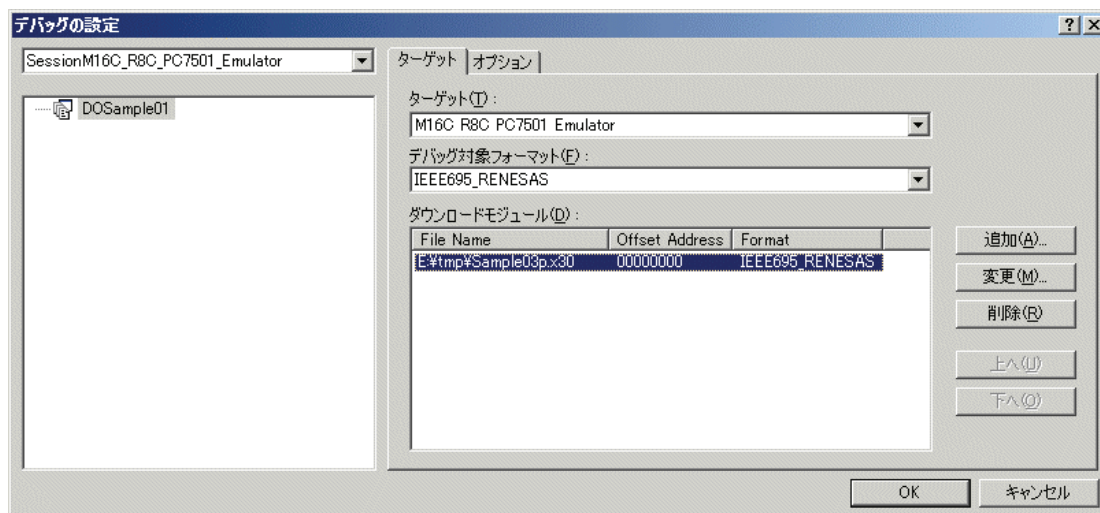 デバッグの設定
SessionM16C_R8C_PC7501_Emulator
DOSample01
ターゲット オプション
ターゲット(T):
M16C R8C PC7501 Emulator
デバッグ対象フォーマット(F):
IEEE695_RENESAS
ダウンロードモジュール(D):
File Name Offset Address Format
E:¥tmp¥Sample03p.x30 00000000 IEEE695_RENESAS
追加(A)...
変更(M)...
削除(R)
上へ(U)
下へ(O)
OK キャンセル